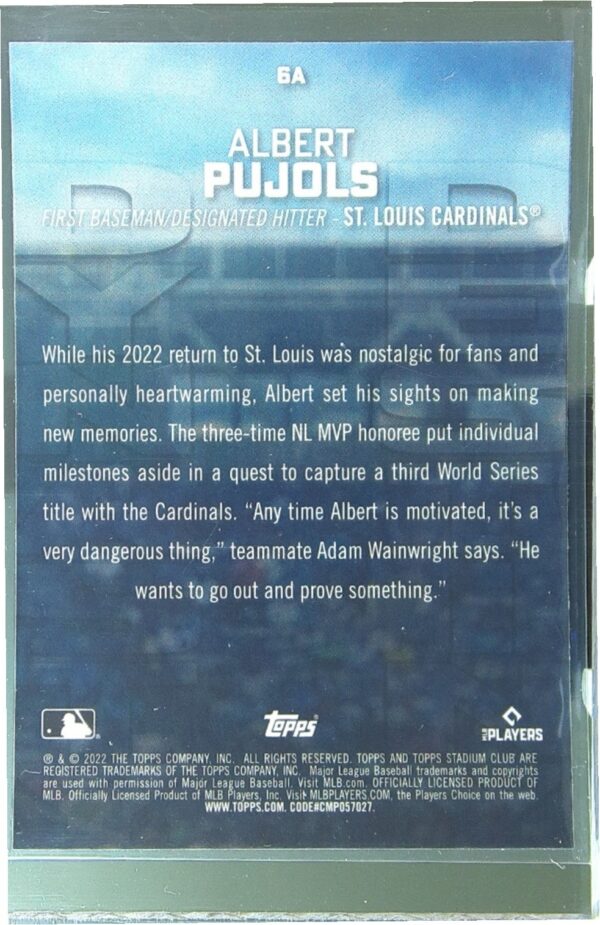 6A
ALBERT
PUJOLS
FIRST BASEMAN/DESIGNATED HITTER - ST. LOUIS CARDINALS®
While his 2022 return to St. Louis was nostalgic for fans and
personally heartwarming, Albert set his sights on making
new memories. The three-time NL MVP honoree put individual
milestones aside in a quest to capture a third World Series
title with the Cardinals. “Any time Albert is motivated, it’s a
very dangerous thing,” teammate Adam Wainwright says. “He
wants to go out and prove something.”
Topps
MLB PLAYERS
® & © 2022 THE TOPPS COMPANY, INC. ALL RIGHTS RESERVED. TOPPS AND TOPPS STADIUM CLUB ARE
REGISTERED TRADEMARKS OF THE TOPPS COMPANY, INC. Major League Baseball trademarks and copyrights
are used with permission of Major League Baseball. Visit MLB.com. OFFICIALLY LICENSED PRODUCT OF
MLB. Officially Licensed Product of MLB Players, Inc. Visit MLBPLAYERS.COM, the Players Choice on the web.
WWW.TOPPS.COM. CODE#CMP057027.